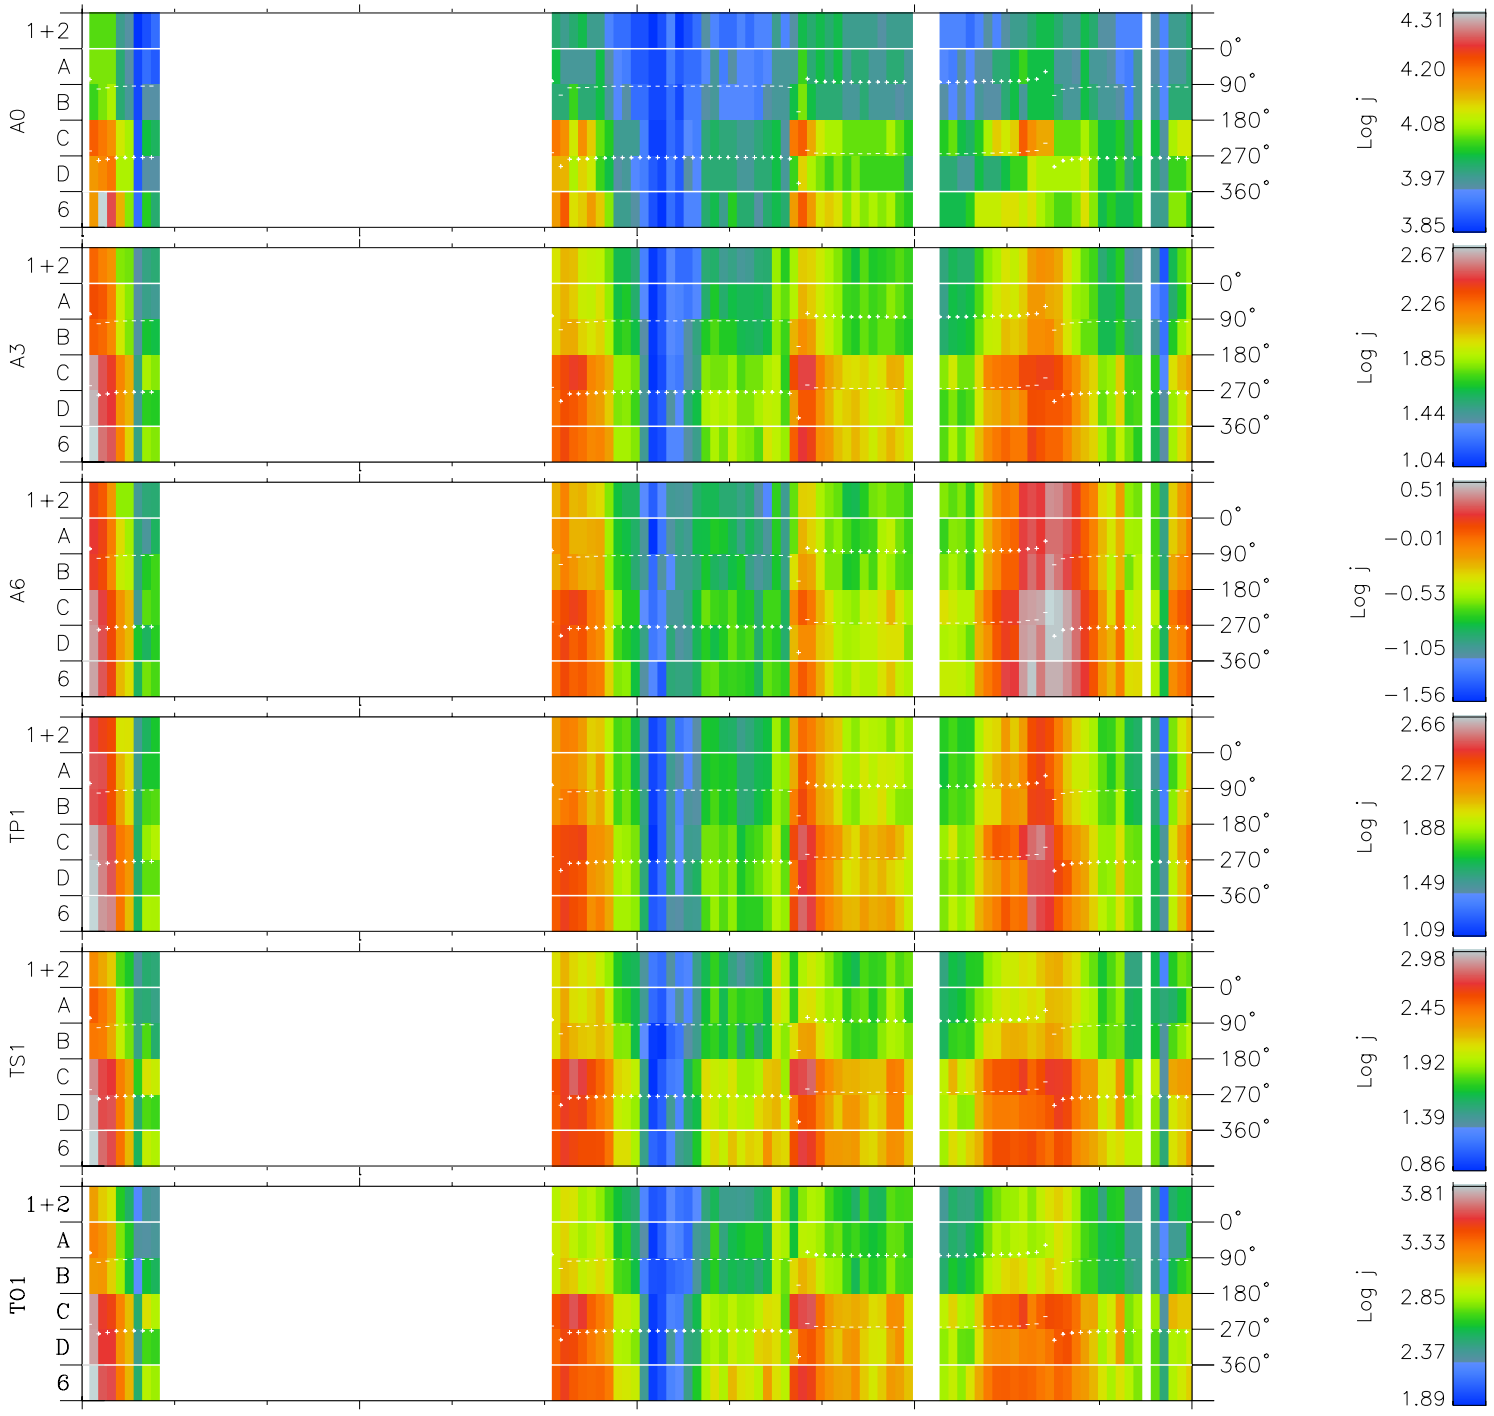 A0
1+2
A
B
C
D
6
0°
90°
180°
270°
360°
Log j
4.31
4.20
4.08
3.97
3.85
A3
1+2
A
B
C
D
6
0°
90°
180°
270°
360°
Log j
2.67
2.26
1.85
1.44
1.04
A6
1+2
A
B
C
D
6
0°
90°
180°
270°
360°
Log j
0.51
−0.01
−0.53
−1.05
−1.56
TP1
1+2
A
B
C
D
6
0°
90°
180°
270°
360°
Log j
2.66
2.27
1.88
1.49
1.09
TS1
1+2
A
B
C
D
6
0°
90°
180°
270°
360°
Log j
2.98
2.45
1.92
1.39
0.86
TO1
1+2
A
B
C
D
6
0°
90°
180°
270°
360°
Log j
3.81
3.33
2.85
2.37
1.89